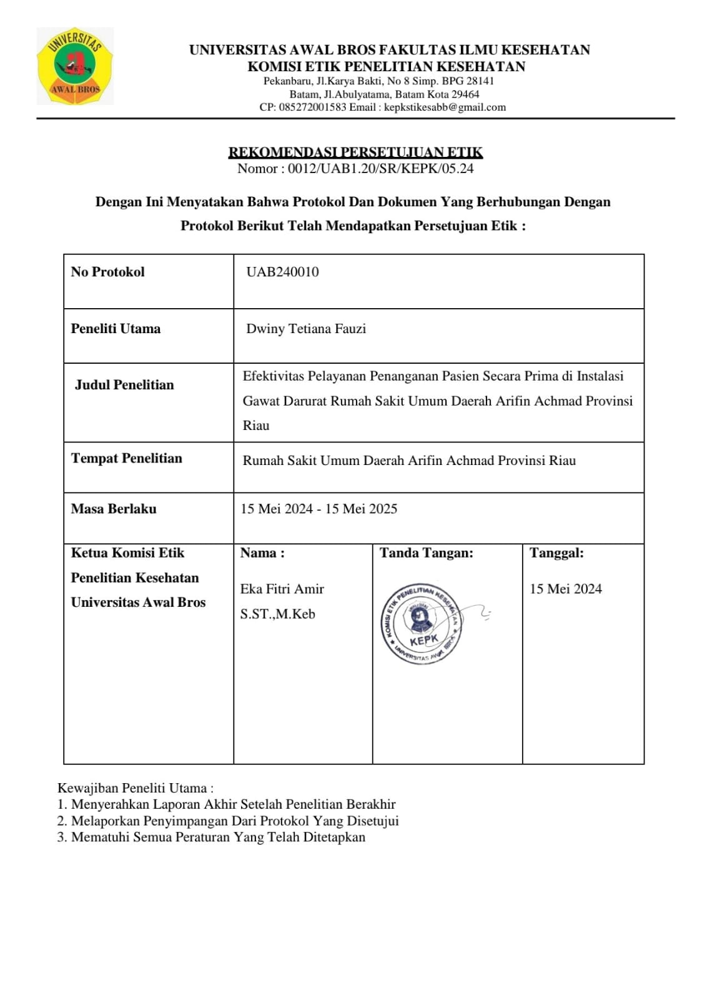 UNIVERSITAS
AWAL BROS
UNIVERSITAS AWAL BROS FAKULTAS ILMU KESEHATAN
KOMISI ETIK PENELITIAN KESEHATAN
Pekanbaru, Jl.Karya Bakti, No 8 Simp. BPG 28141
Batam, Jl.Abulyatama, Batam Kota 29464
CP: 085272001583 Email : kepkstikesabb@gmail.com
REKOMENDASI PERSETUJUAN ETIK
Nomor : 0012/UAB1.20/SR/KEPK/05.24
Dengan Ini Menyatakan Bahwa Protokol Dan Dokumen Yang Berhubungan Dengan
Protokol Berikut Telah Mendapatkan Persetujuan Etik :
No Protokol
UAB240010
Peneliti Utama
Dwiny Tetiana Fauzi
Judul Penelitian
Efektivitas Pelayanan Penanganan Pasien Secara Prima di Instalasi
Gawat Darurat Rumah Sakit Umum Daerah Arifin Achmad Provinsi
Riau
Tempat Penelitian
Rumah Sakit Umum Daerah Arifin Achmad Provinsi Riau
Masa Berlaku
15 Mei 2024 - 15 Mei 2025
Ketua Komisi Etik
Penelitian Kesehatan
Universitas Awal Bros
Nama :
Eka Fitri Amir
S.ST.,M.Keb
Tanda Tangan:
KOMISI ETIK PENELITIAN KESEHATAN
KEPK
UNIVERSITAS AWAL BROS
Tanggal:
15 Mei 2024
Kewajiban Peneliti Utama :
1. Menyerahkan Laporan Akhir Setelah Penelitian Berakhir
2. Melaporkan Penyimpangan Dari Protokol Yang Disetujui
3. Mematuhi Semua Peraturan Yang Telah Ditetapkan